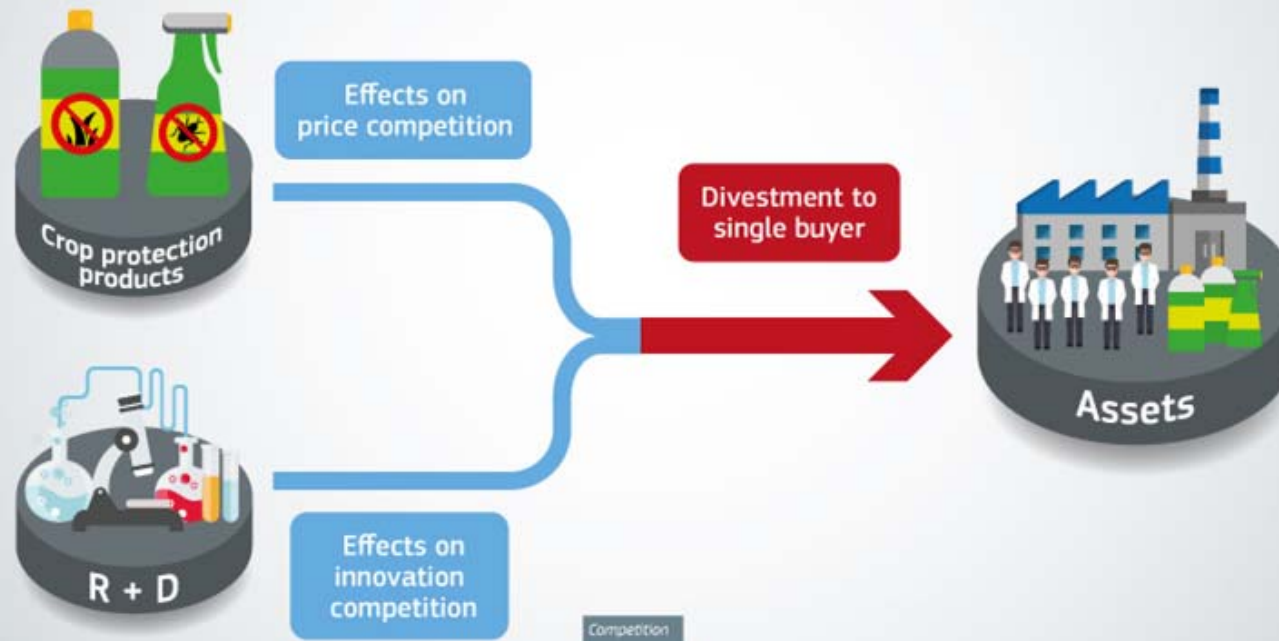 Effects on
price competition
Crop protection
products
Divestment to
single buyer
Assets
R + D
Effects on
innovation
competition
Competition